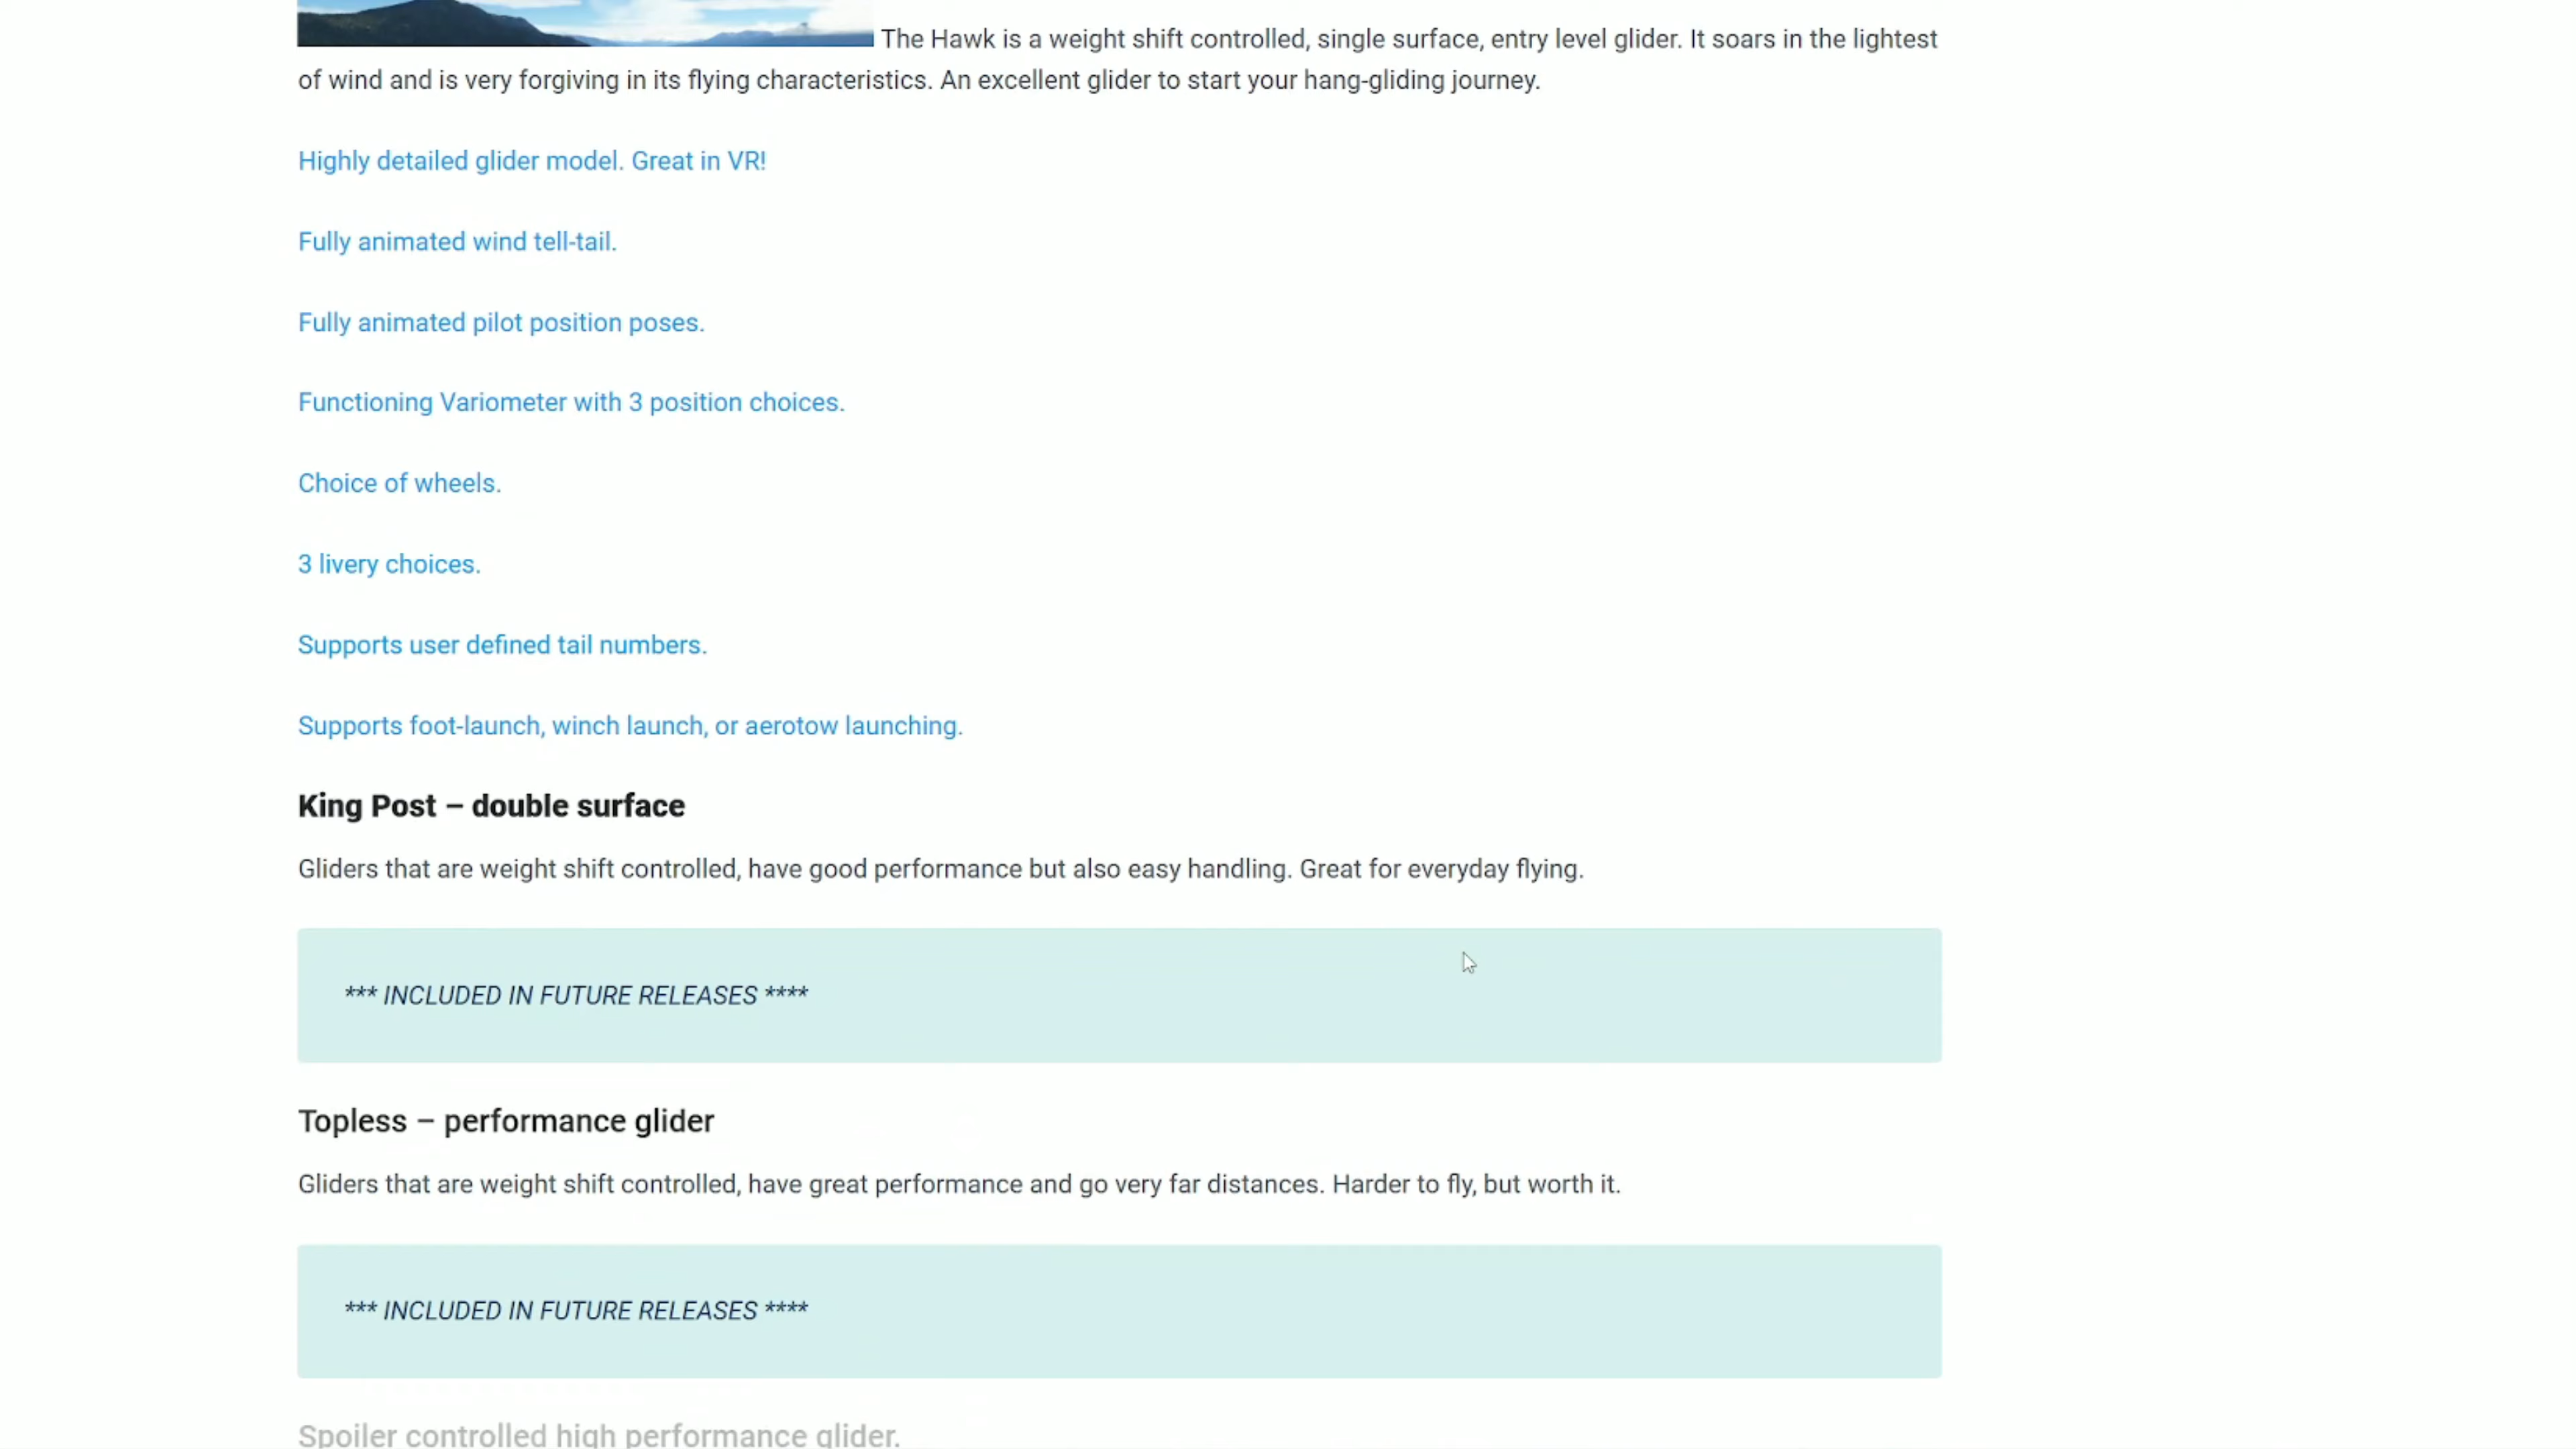 The Hawk is a weight shift controlled, single surface, entry level glider. It soars in the lightest
of wind and is very forgiving in its flying characteristics. An excellent glider to start your hang-gliding journey.
Highly detailed glider model. Great in VR!
Fully animated wind tell-tail.
Fully animated pilot position poses.
Functioning Variometer with 3 position choices.
Choice of wheels.
3 livery choices.
Supports user defined tail numbers.
Supports foot-launch, winch launch, or aerotow launching.
King Post – double surface
Gliders that are weight shift controlled, have good performance but also easy handling. Great for everyday flying.
*** INCLUDED IN FUTURE RELEASES ****
Topless – performance glider
Gliders that are weight shift controlled, have great performance and go very far distances. Harder to fly, but worth it.
*** INCLUDED IN FUTURE RELEASES ****
Spoiler controlled high performance glider.